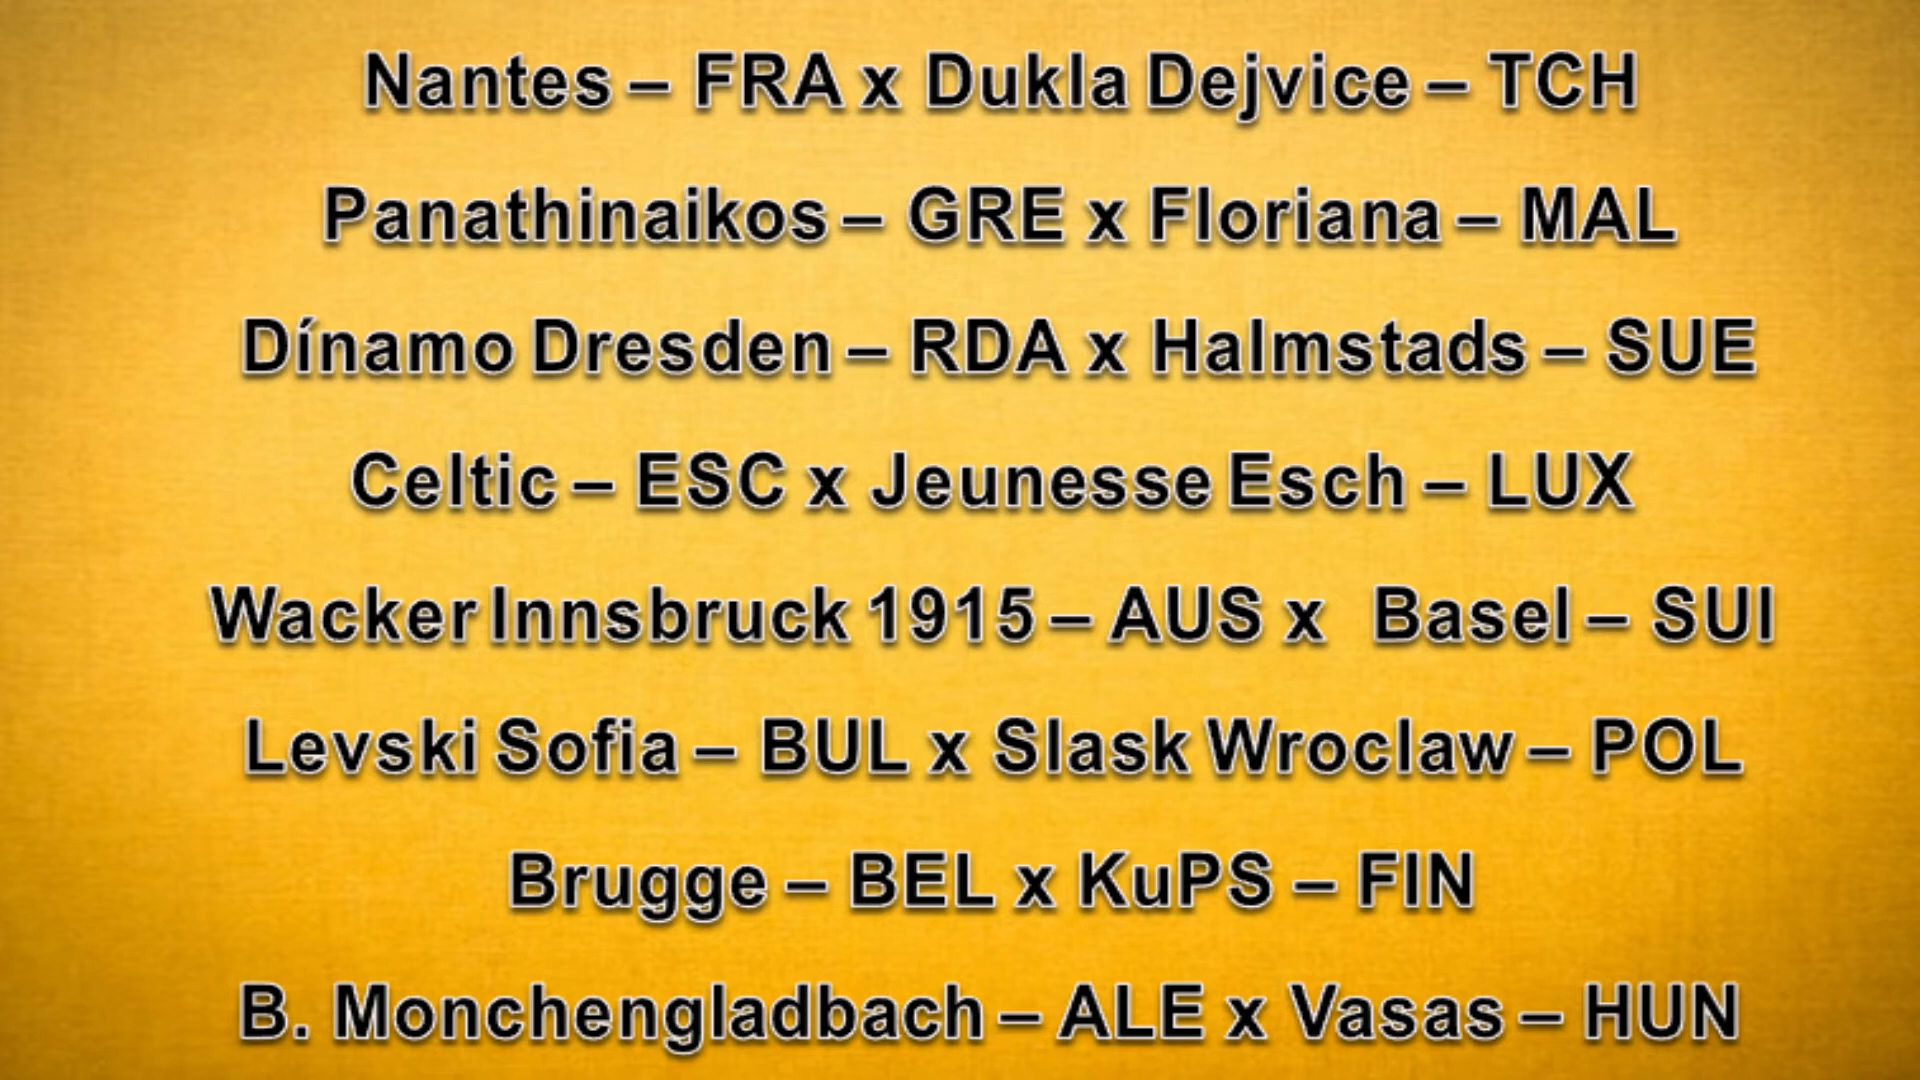 Nantes – FRA x Dukla Dejvice – TCH
Panathinaikos – GRE x Floriana – MAL
Dínamo Dresden – RDA x Halmstads – SUE
Celtic – ESC x Jeunesse Esch – LUX
Wacker Innsbruck 1915 – AUS x Basel – SUI
Levski Sofia – BUL x Slask Wroclaw – POL
Brugge – BEL x KuPS – FIN
B. Monchengladbach – ALE x Vasas – HUN